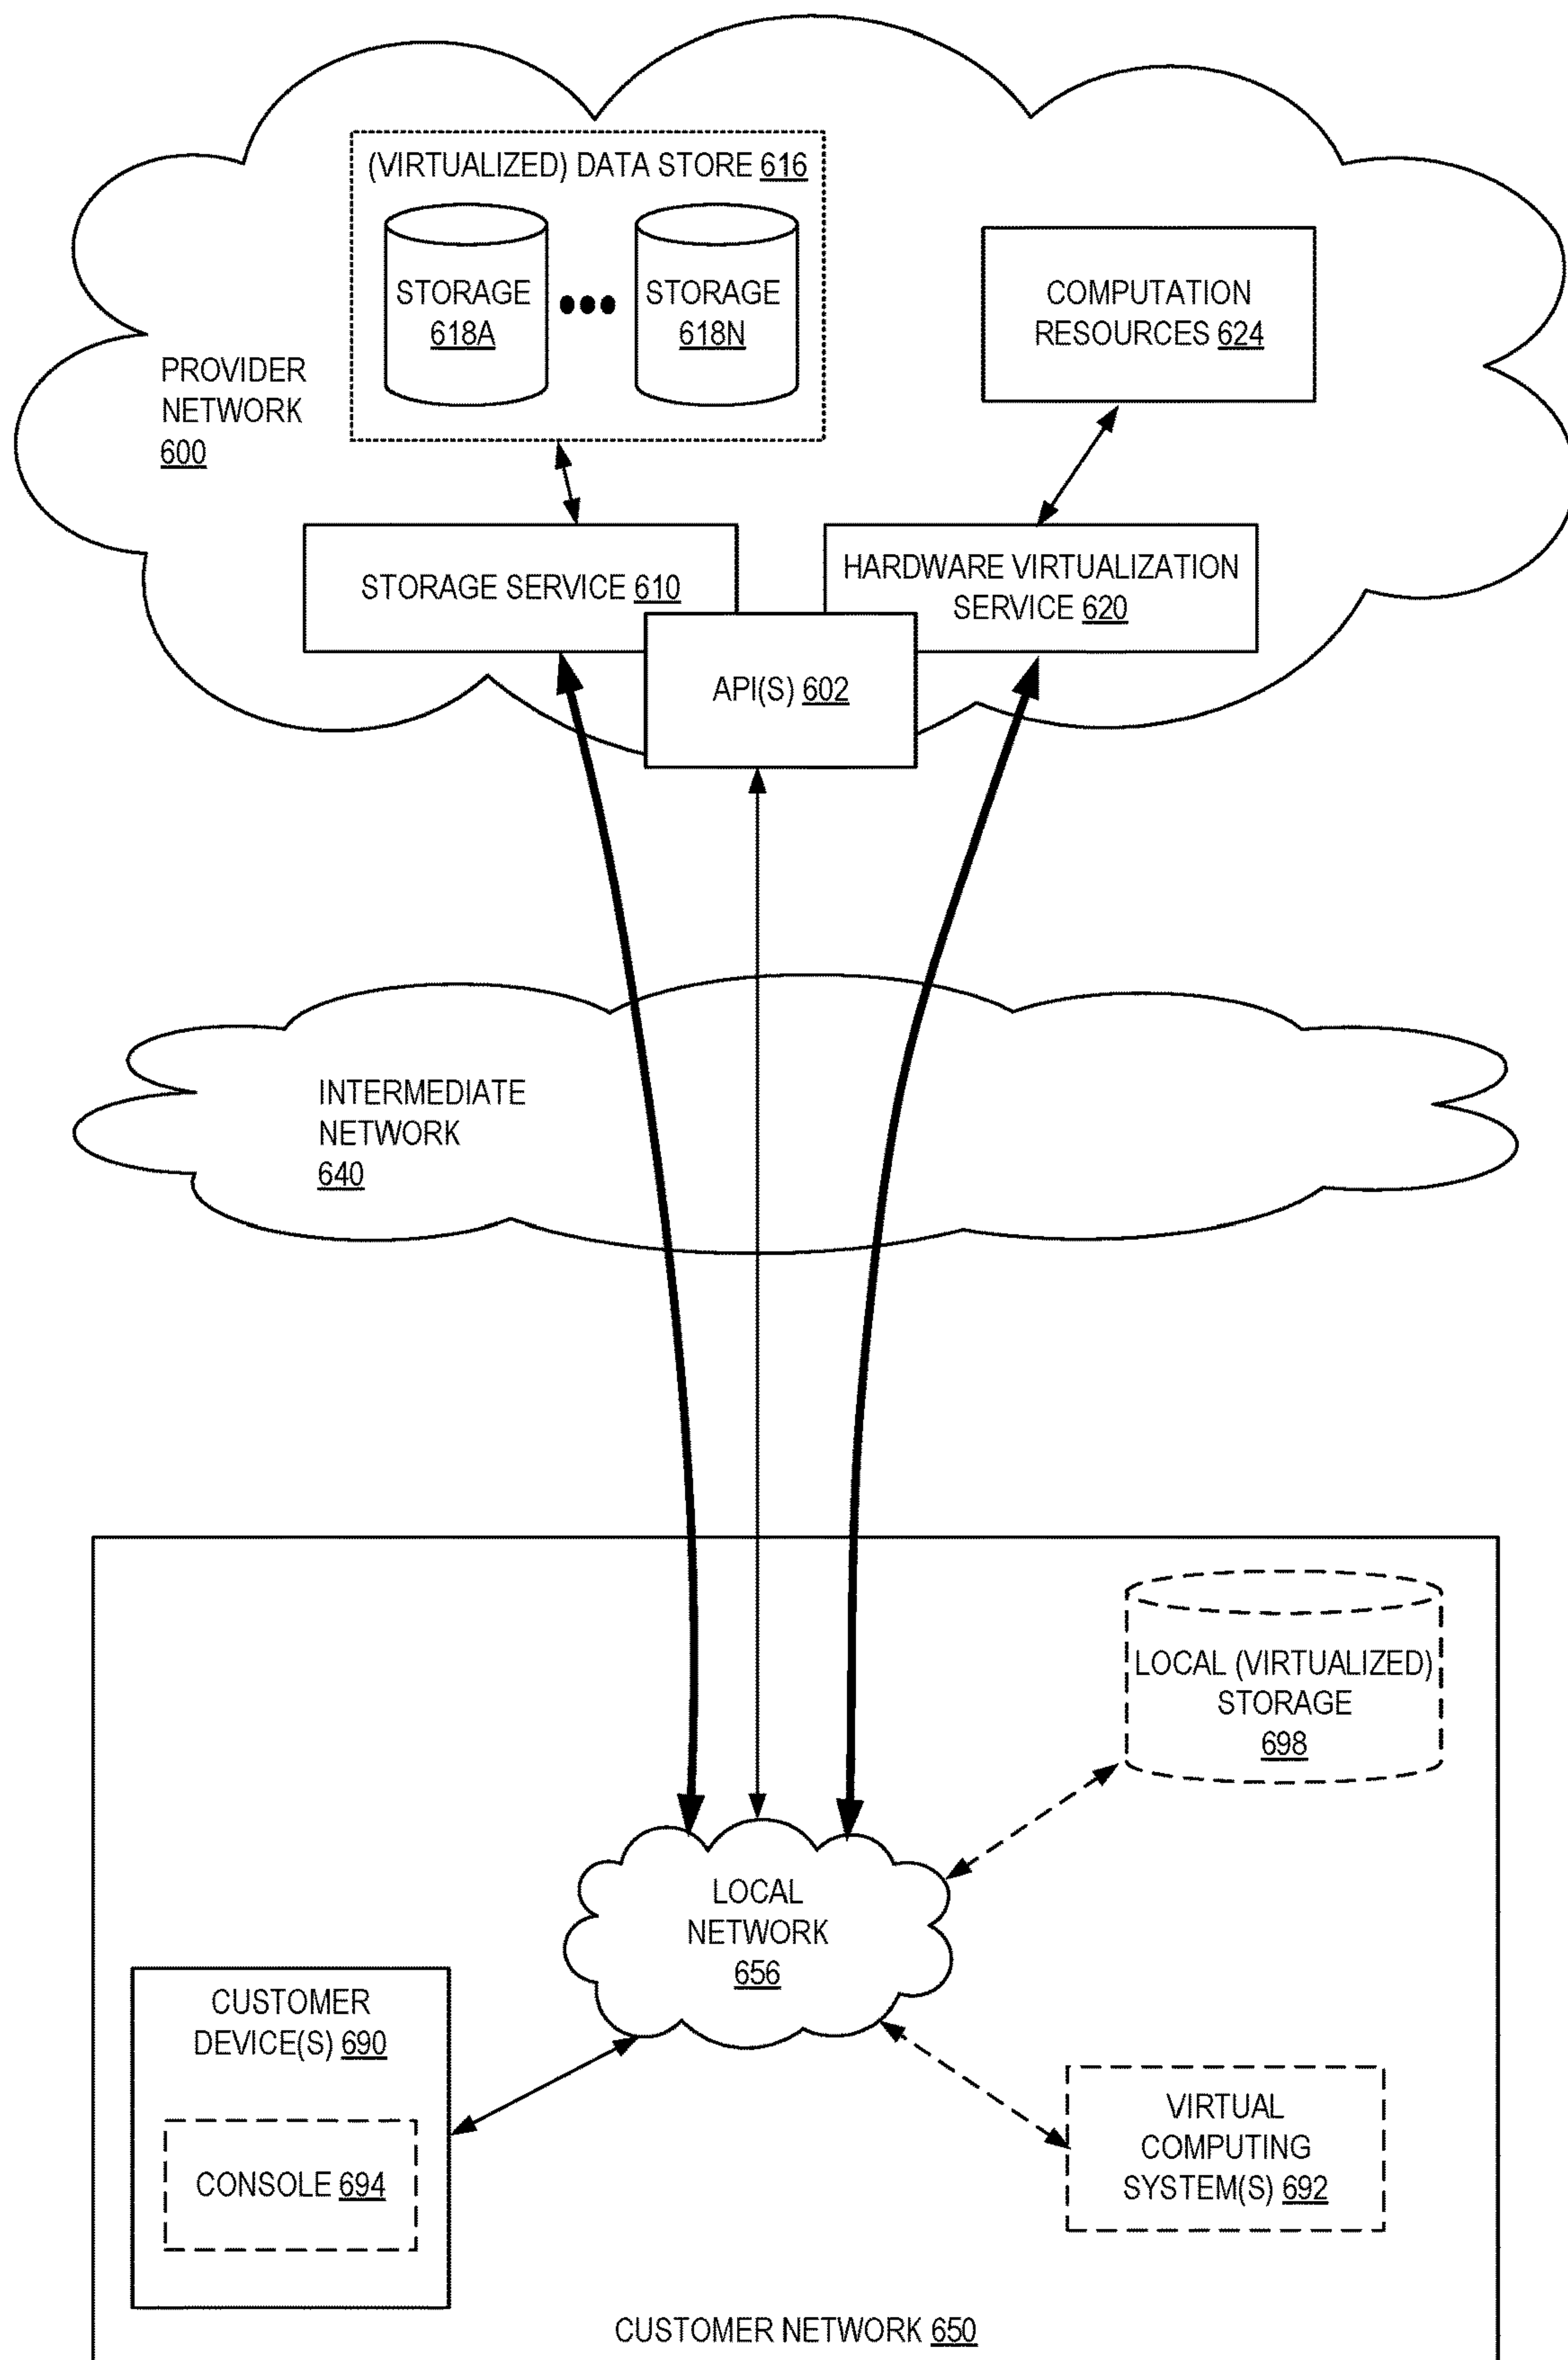 (VIRTUALIZED) DATA STORE 616
STORAGE
618A
STORAGE
618N
COMPUTATION
RESOURCES 624
PROVIDER
NETWORK
600
STORAGE SERVICE 610
HARDWARE VIRTUALIZATION
SERVICE 620
API(S) 602
INTERMEDIATE
NETWORK
640
LOCAL (VIRTUALIZED)
STORAGE
698
LOCAL
NETWORK
656
CUSTOMER
DEVICE(S) 690
CONSOLE 694
VIRTUAL
COMPUTING
SYSTEM(S) 692
CUSTOMER NETWORK 650